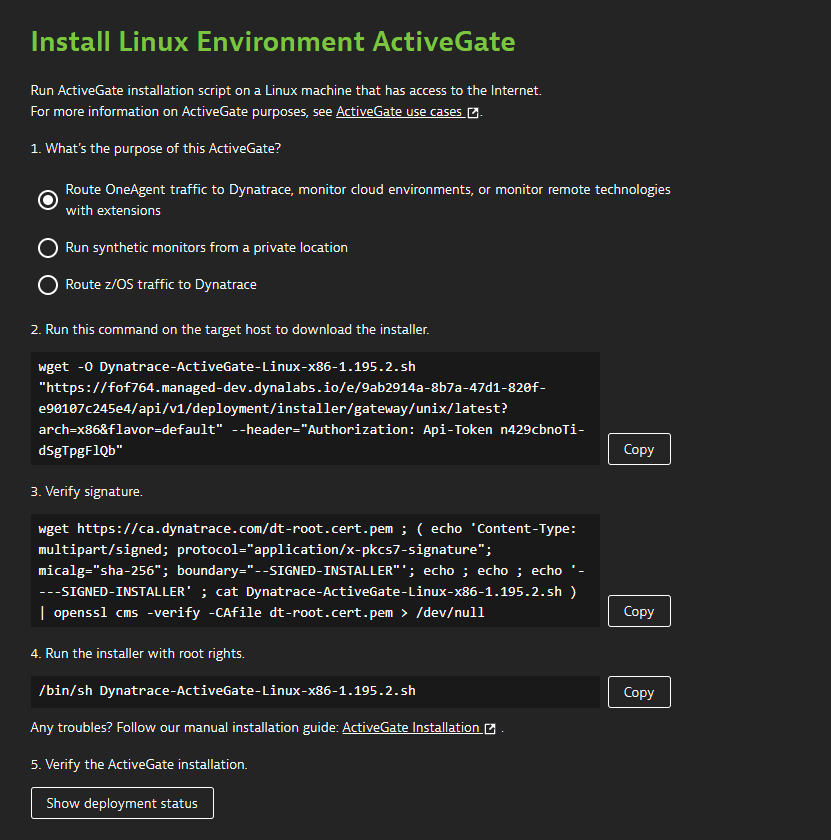 Install Linux Environment ActiveGate
Run ActiveGate installation script on a Linux machine that has access to the Internet.
For more information on ActiveGate purposes, see ActiveGate use cases.
1. What's the purpose of this ActiveGate?
Route OneAgent traffic to Dynatrace, monitor cloud environments, or monitor remote technologies
with extensions
Run synthetic monitors from a private location
Route z/OS traffic to Dynatrace
2. Run this command on the target host to download the installer.
wget -O Dynatrace-ActiveGate-Linux-x86-1.195.2.sh
"https://fof764.managed-dev.dynalabs.io/e/9ab2914a-8b7a-47d1-820f-
e90107c245e4/api/v1/deployment/installer/gateway/unix/latest?
arch=x86&flavor=default" --header="Authorization: Api-Token n429cbnoTi-
dSgTpgFlQb"
Copy
3. Verify signature.
wget https://ca.dynatrace.com/dt-root.cert.pem ; ( echo 'Content-Type:
multipart/signed; protocol="application/x-pkcs7-signature";
micalg="sha-256"; boundary="--SIGNED-INSTALLER"'; echo ; echo ; echo '-
---SIGNED-INSTALLER' ; cat Dynatrace-ActiveGate-Linux-x86-1.195.2.sh )
| openssl cms -verify -CAfile dt-root.cert.pem > /dev/null
Copy
4. Run the installer with root rights.
/bin/sh Dynatrace-ActiveGate-Linux-x86-1.195.2.sh
Copy
Any troubles? Follow our manual installation guide: ActiveGate Installation .
5. Verify the ActiveGate installation.
Show deployment status